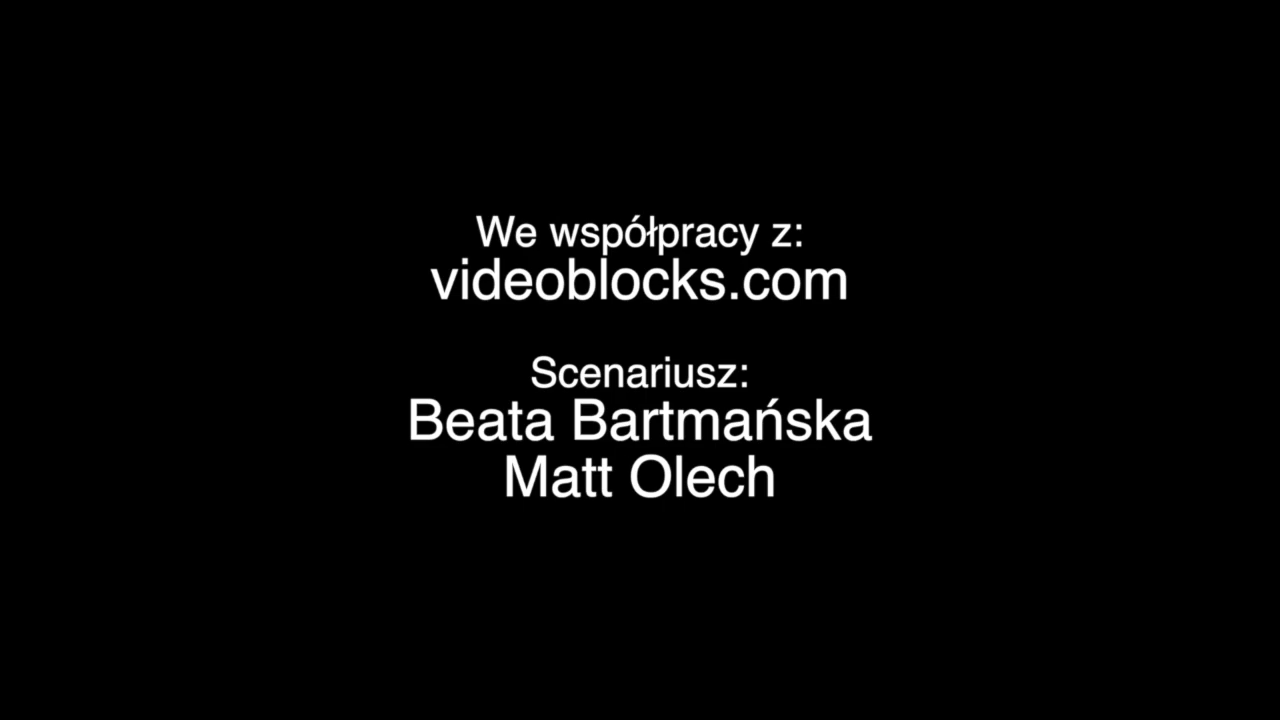 We współpracy z:
videoblocks.com
Scenariusz:
Beata Bartmańska
Matt Olech